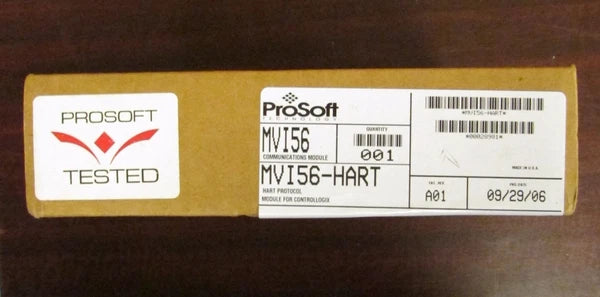 PROSOFT
TESTED
ProSoft
TECHNOLOGY
MVI56
COMMUNICATIONS MODULE
QUANTITY
001
MVI56-HART
HART PROTOCOL
MODULE FOR CONTROLLOGIX
*MVI56-HART*
*00028981*
MADE IN U.S.A.
A01
09/29/06